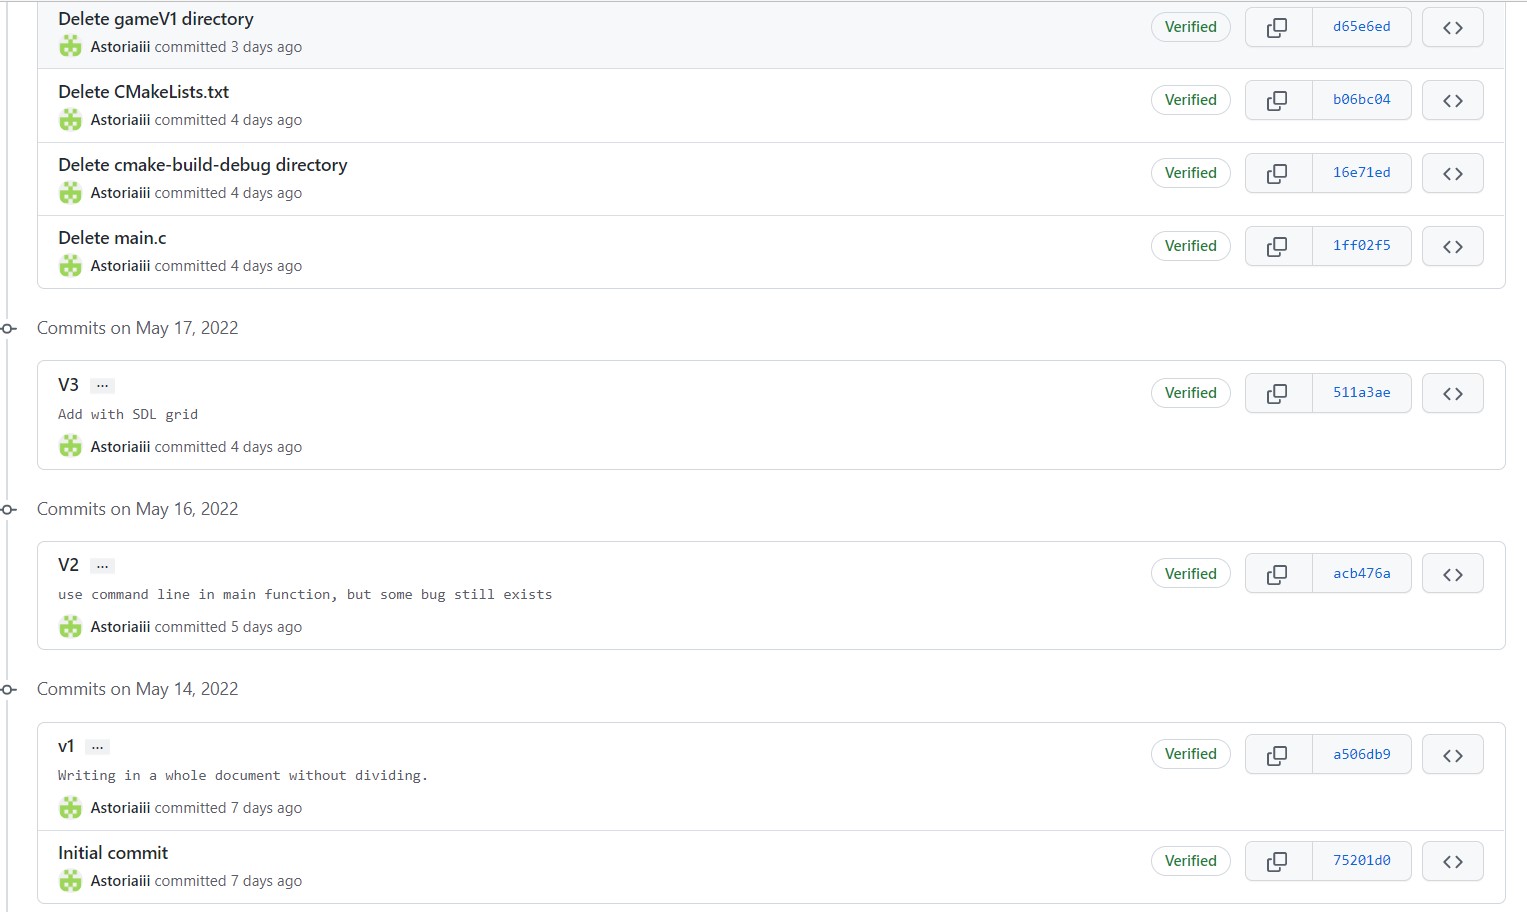 Delete gameV1 directory
Verified
d65e6ed
Astoriaiii committed 3 days ago
Delete CMakeLists.txt
Verified
b06bc04
Astoriaiii committed 4 days ago
Delete cmake-build-debug directory
Verified
16e71ed
Astoriaiii committed 4 days ago
Delete main.c
Verified
1ff02f5
Astoriaiii committed 4 days ago
Commits on May 17, 2022
V3 ...
Verified
511a3ae
Add with SDL grid
Astoriaiii committed 4 days ago
Commits on May 16, 2022
V2 ...
Verified
acb476a
use command line in main function, but some bug still exists
Astoriaiii committed 5 days ago
Commits on May 14, 2022
v1 ...
Verified
a506db9
Writing in a whole document without dividing.
Astoriaiii committed 7 days ago
Initial commit
Verified
75201d0
Astoriaiii committed 7 days ago